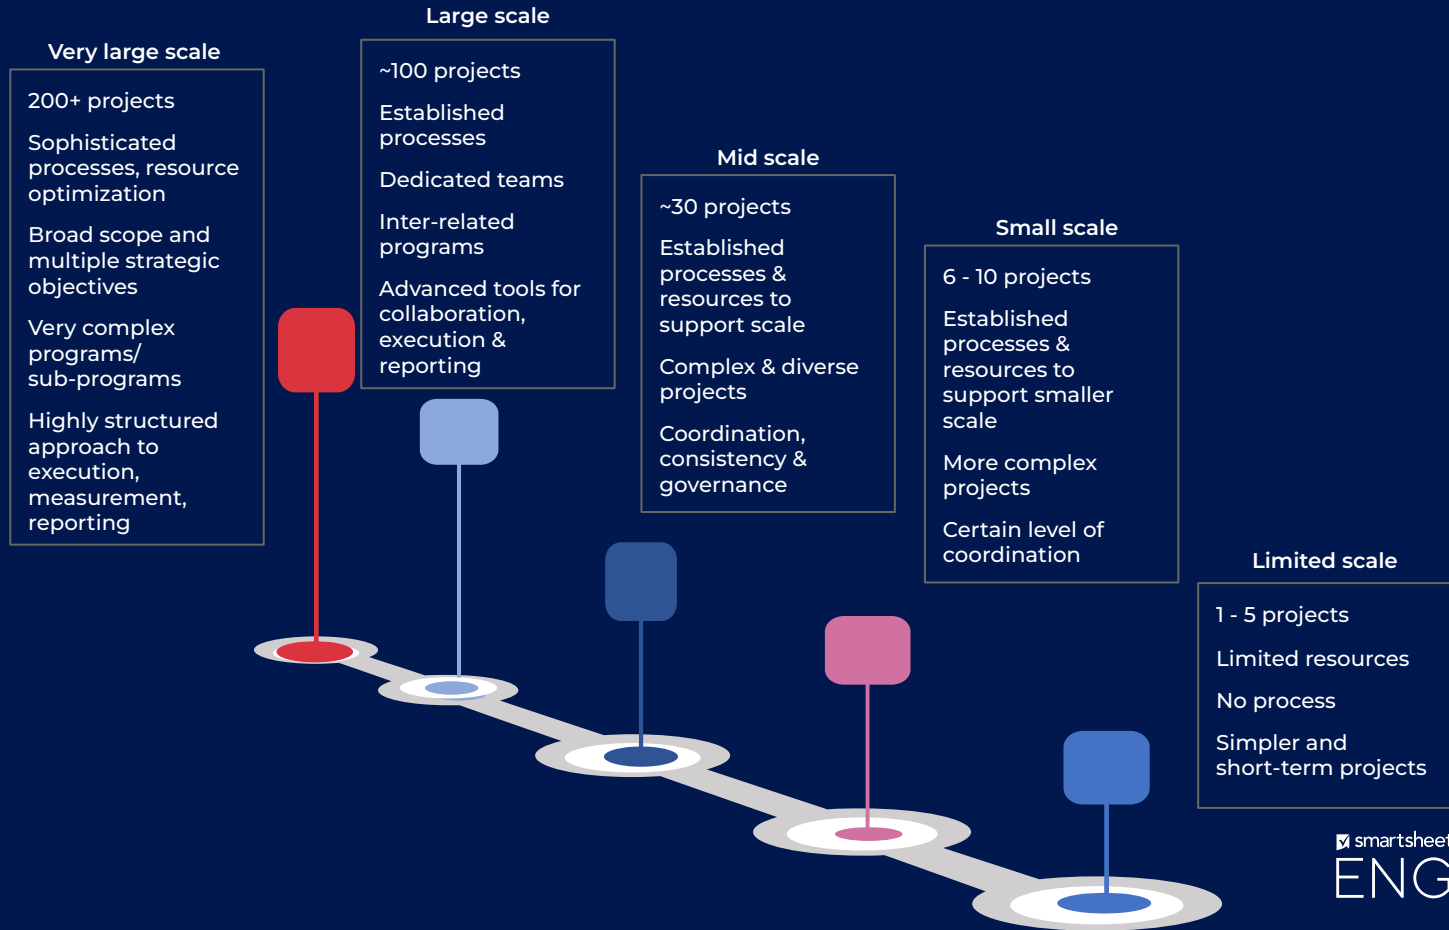 Very large scale
200+ projects
Sophisticated
processes, resource
optimization
Broad scope and
multiple strategic
objectives
Very complex
programs/
sub-programs
Highly structured
approach to
execution,
measurement,
reporting
Large scale
~100 projects
Established
processes
Dedicated teams
Inter-related
programs
Advanced tools for
collaboration,
execution &
reporting
Mid scale
~30 projects
Established
processes &
resources to
support scale
Complex & diverse
projects
Coordination,
consistency &
governance
Small scale
6 - 10 projects
Established
processes &
resources to
support smaller
scale
More complex
projects
Certain level of
coordination
Limited scale
1 - 5 projects
Limited resources
No process
Simpler and
short-term projects
smartsheet
ENG